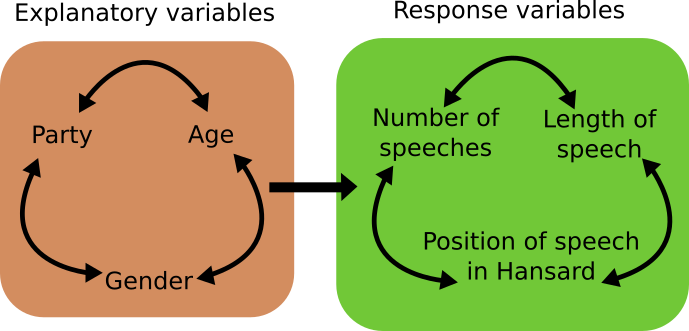 Explanatory variables
Response variables
Party
Age
Gender
Number of
speeches
Length of
speech
Position of speech
in Hansard